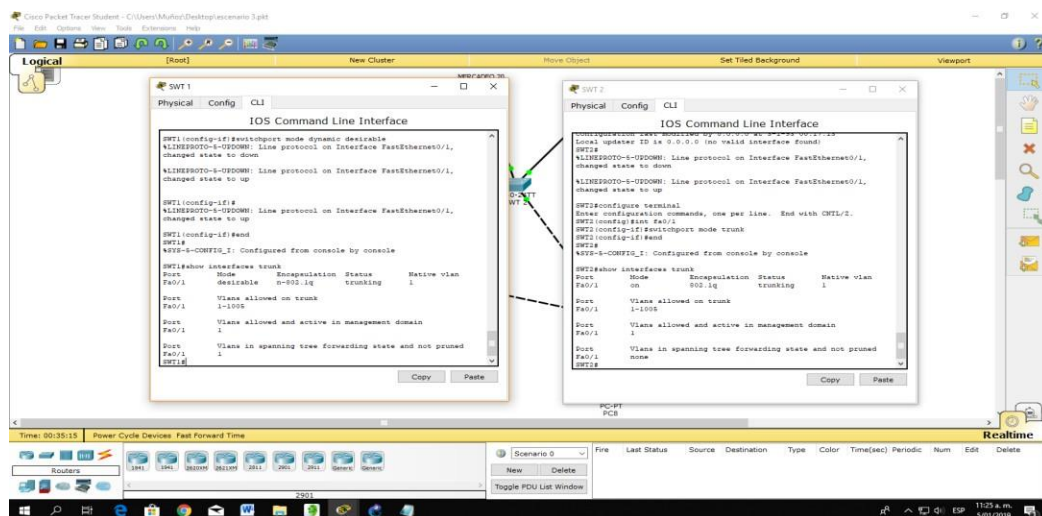 Cisco Packet Tracer Student - C:\Users\Muñoz\Desktop\escenario 3.pkt
File Edit Options View Tools Extensions Help
Logical [Root] New Cluster Move Object Set Tiled Background Viewport
SWT 1
Physical Config CLI
IOS Command Line Interface
SWT1(config-if)#switchport mode dynamic desirable
%LINEPROTO-5-UPDOWN: Line protocol on Interface FastEthernet0/1,
changed state to down
%LINEPROTO-5-UPDOWN: Line protocol on Interface FastEthernet0/1,
changed state to up
SWT1(config-if)#
%LINEPROTO-5-UPDOWN: Line protocol on Interface FastEthernet0/1,
changed state to up
SWT1(config-if)#end
SWT1#
%SYS-5-CONFIG_I: Configured from console by console
SWT1#show interfaces trunk
Port Mode Encapsulation Status Native vlan
Fa0/1 desirable n-802.1q trunking 1
Port Vlans allowed on trunk
Fa0/1 1-1005
Port Vlans allowed and active in management domain
Fa0/1 1
Port Vlans in spanning tree forwarding state and not pruned
Fa0/1 1
SWT1#
Copy Paste
SWT 2
Physical Config CLI
IOS Command Line Interface
Local updater ID is 0.0.0.0 (no valid interface found)
SWT2#
%LINEPROTO-5-UPDOWN: Line protocol on Interface FastEthernet0/1,
changed state to down
%LINEPROTO-5-UPDOWN: Line protocol on Interface FastEthernet0/1,
changed state to up
SWT2#configure terminal
Enter configuration commands, one per line. End with CNTL/Z.
SWT2(config)#int fa0/1
SWT2(config-if)#switchport mode trunk
SWT2(config-if)#end
SWT2#
%SYS-5-CONFIG_I: Configured from console by console
SWT2#show interfaces trunk
Port Mode Encapsulation Status Native vlan
Fa0/1 on 802.1q trunking 1
Port Vlans allowed on trunk
Fa0/1 1-1005
Port Vlans allowed and active in management domain
Fa0/1 1
Port Vlans in spanning tree forwarding state and not pruned
Fa0/1 none
SWT2#
Copy Paste
PC-PT
PCB
Time: 00:35:15 Power Cycle Devices Fast Forward Time Realtime
Routers
1841 1941 2620XM 2621XM 2811 2901 2911 Generic Generic
2901
Scenario 0
New Delete
Toggle PDU List Window
Fire Last Status Source Destination Type Color Time(sec) Periodic Num Edit Delete
ESP 11:25 a. m.
5/01/2019